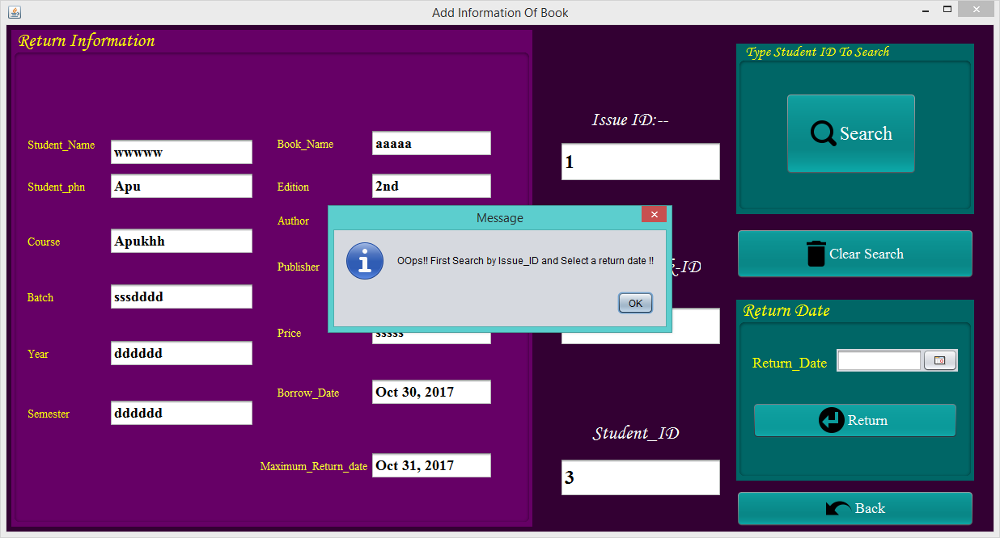 Add Information Of Book
Return Information
Student_Name
wwwww
Student_phn
Apu
Course
Apukhh
Batch
sssdddd
Year
dddddd
Semester
dddddd
Book_Name
aaaaa
Edition
2nd
Author
Publisher
Price
sssss
Borrow_Date
Oct 30, 2017
Maximum_Return_date
Oct 31, 2017
Message
OOps!! First Search by Issue_ID and Select a return date !!
OK
Issue ID:--
1
-ID
Student_ID
3
Type Student ID To Search
Search
Clear Search
Return Date
Return_Date
Return
Back